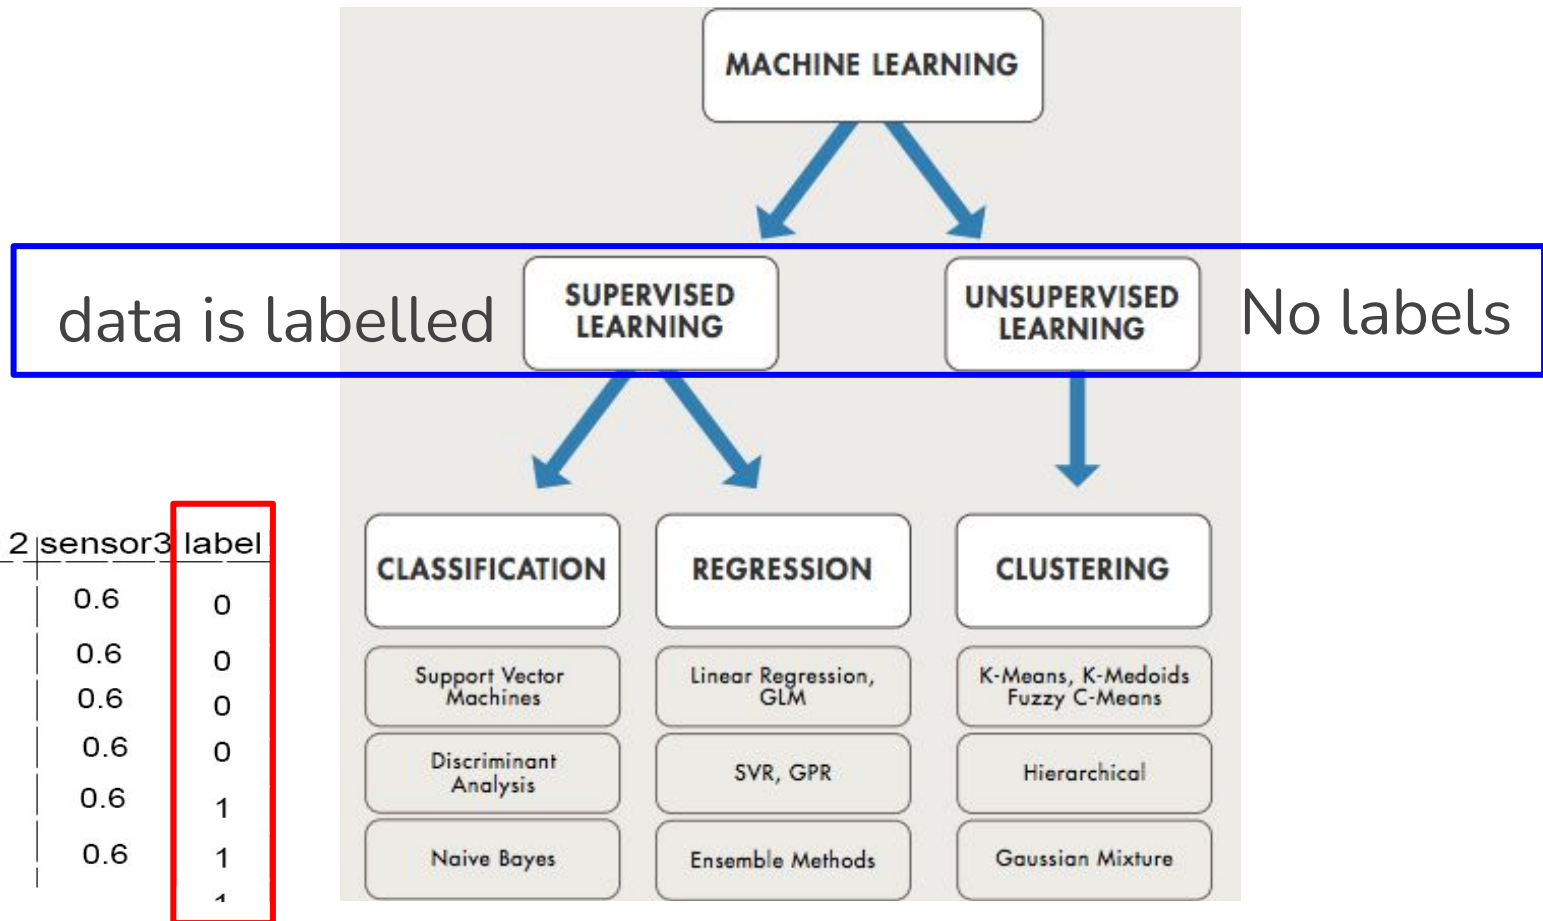 MACHINE LEARNING
data is labelled
SUPERVISED
LEARNING
UNSUPERVISED
LEARNING
No labels
2 sensor3 label
0.6 0
0.6 0
0.6 0
0.6 0
0.6 1
0.6 1
CLASSIFICATION
Support Vector
Machines
Discriminant
Analysis
Naive Bayes
REGRESSION
Linear Regression,
GLM
SVR, GPR
Ensemble Methods
CLUSTERING
K-Means, K-Medoids
Fuzzy C-Means
Hierarchical
Gaussian Mixture